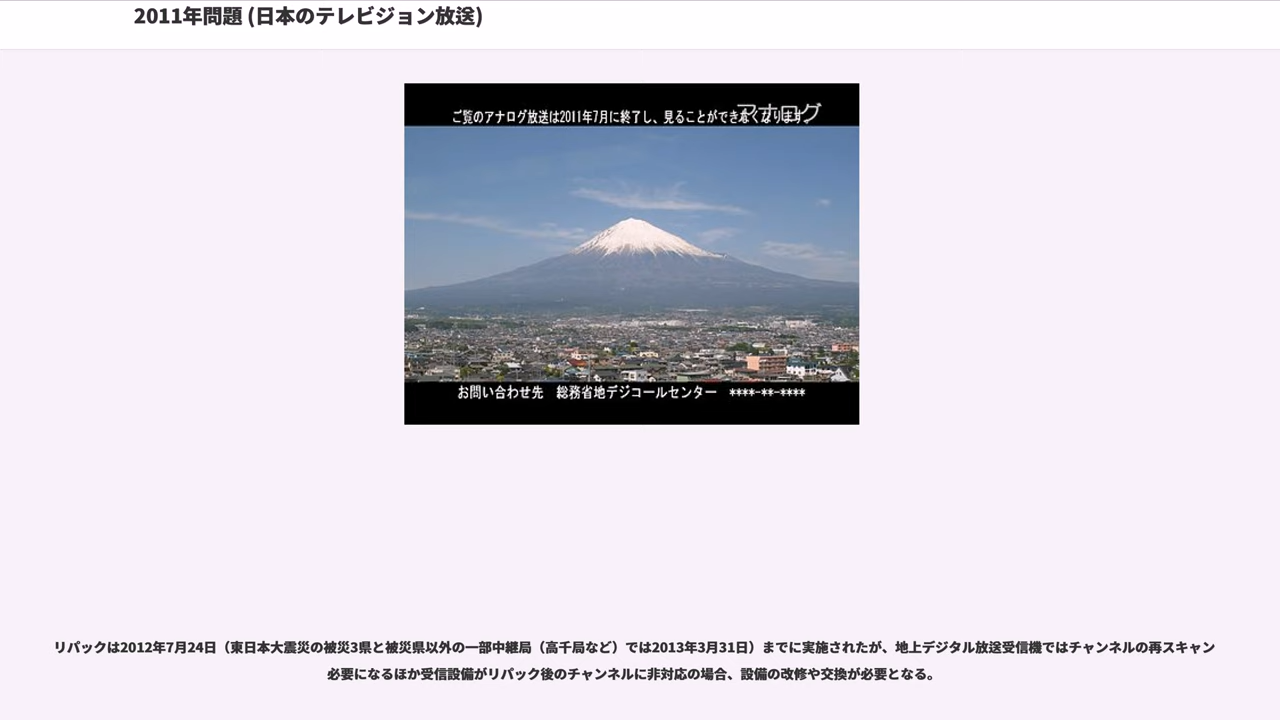 2011年問題 (日本のテレビジョン放送)
アナログ
ご覧のアナログ放送は2011年7月に終了し、見ることができなくなります。
お問い合わせ先 総務省地デジコールセンター ****-**-****
リパックは2012年7月24日（東日本大震災の被災3県と被災県以外の一部中継局（高千局など）では2013年3月31日）までに実施されたが、地上デジタル放送受信機ではチャンネルの再スキャン
必要になるほか受信設備がリパック後のチャンネルに非対応の場合、設備の改修や交換が必要となる。